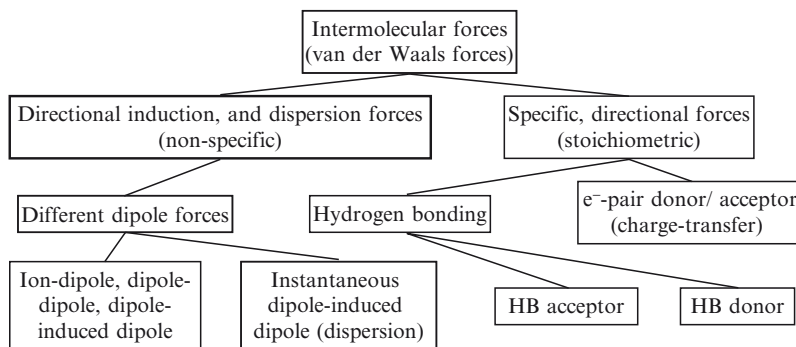 Intermolecular forces
(van der Waals forces)
Directional induction, and dispersion forces
(non-specific)
Specific, directional forces
(stoichiometric)
Different dipole forces
Hydrogen bonding
e⁻-pair donor/ acceptor
(charge-transfer)
Ion-dipole, dipole-
dipole, dipole-
induced dipole
Instantaneous
dipole-induced
dipole (dispersion)
HB acceptor
HB donor